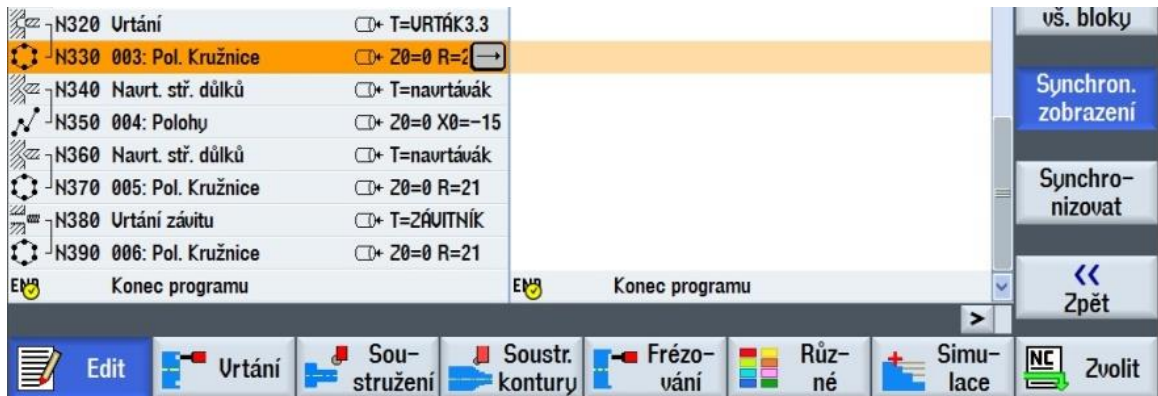 N320 Vrtání T=VRTÁK3.3
N330 003: Pol. Kružnice Z0=0 R=2
N340 Navrt. stř. důlků T=navrtávák
N350 004: Polohy Z0=0 X0=-15
N360 Navrt. stř. důlků T=navrtávák
N370 005: Pol. Kružnice Z0=0 R=21
N380 Vrtání závitu T=ZÁVITNÍK
N390 006: Pol. Kružnice Z0=0 R=21
END Konec programu
END Konec programu
vš. bloky
Synchron.
zobrazení
Synchro-
nizovat
<<
Zpět
>
Edit
Vrtání
Sou-
stružení
Soustr.
kontury
Frézo-
vání
Růz-
né
Simu-
lace
NC
Zvolit